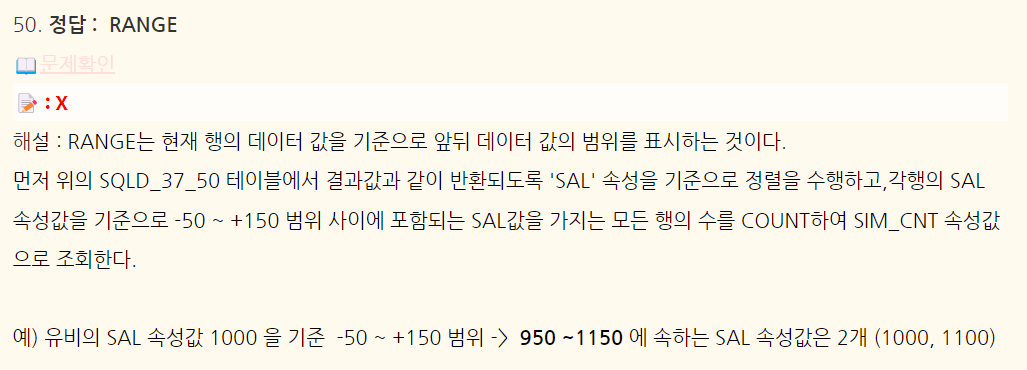 50. 정답 :  RANGE
문제확인
: X
해설 : RANGE는 현재 행의 데이터 값을 기준으로 앞뒤 데이터 값의 범위를 표시하는 것이다.
먼저 위의 SQLD_37_50 테이블에서 결과값과 같이 반환되도록 'SAL' 속성을 기준으로 정렬을 수행하고,각행의 SAL
속성값을 기준으로 -50 ~ +150 범위 사이에 포함되는 SAL값을 가지는 모든 행의 수를 COUNT하여 SIM_CNT 속성값
으로 조회한다.
예) 유비의 SAL 속성값 1000 을 기준  -50 ~ +150 범위 -> 950 ~1150 에 속하는 SAL 속성값은 2개 (1000, 1100)